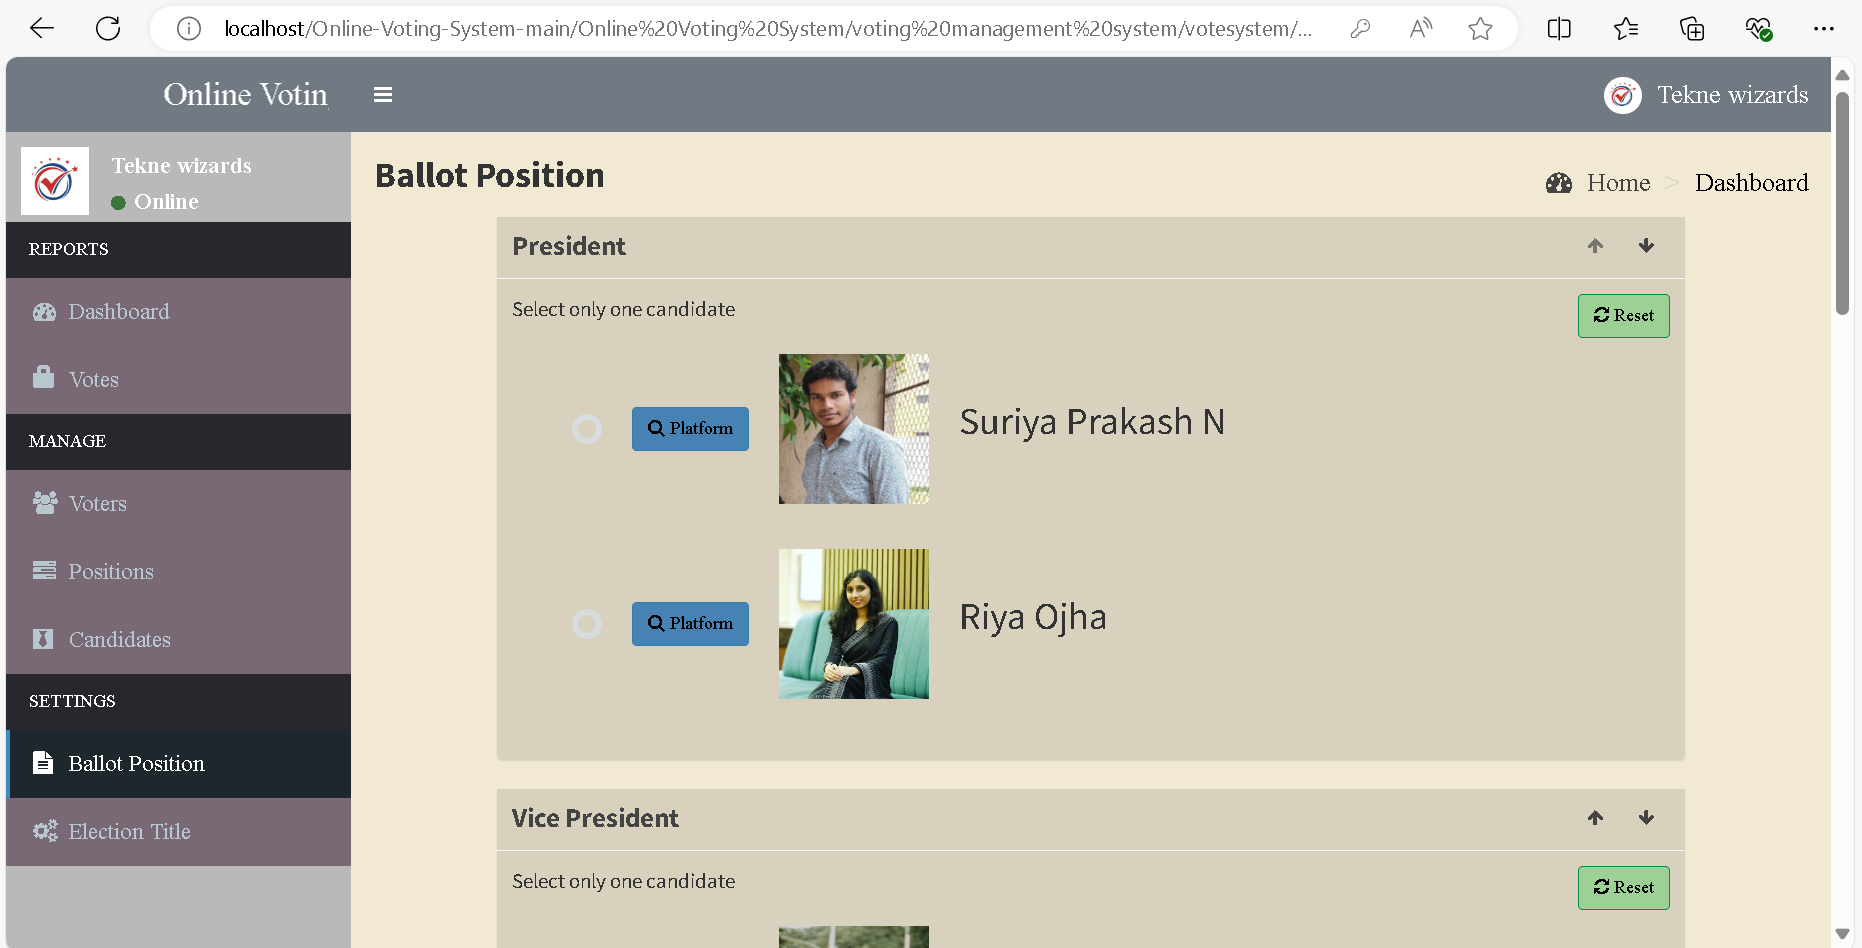 localhost/Online-Voting-System-main/Online%20Voting%20System/voting%20management%20system/votesystem/...
Online Votin
Tekne wizards
Tekne wizards
Online
REPORTS
Dashboard
Votes
MANAGE
Voters
Positions
Candidates
SETTINGS
Ballot Position
Election Title
Ballot Position
Home > Dashboard
President
Select only one candidate
Reset
Platform
Suriya Prakash N
Platform
Riya Ojha
Vice President
Select only one candidate
Reset